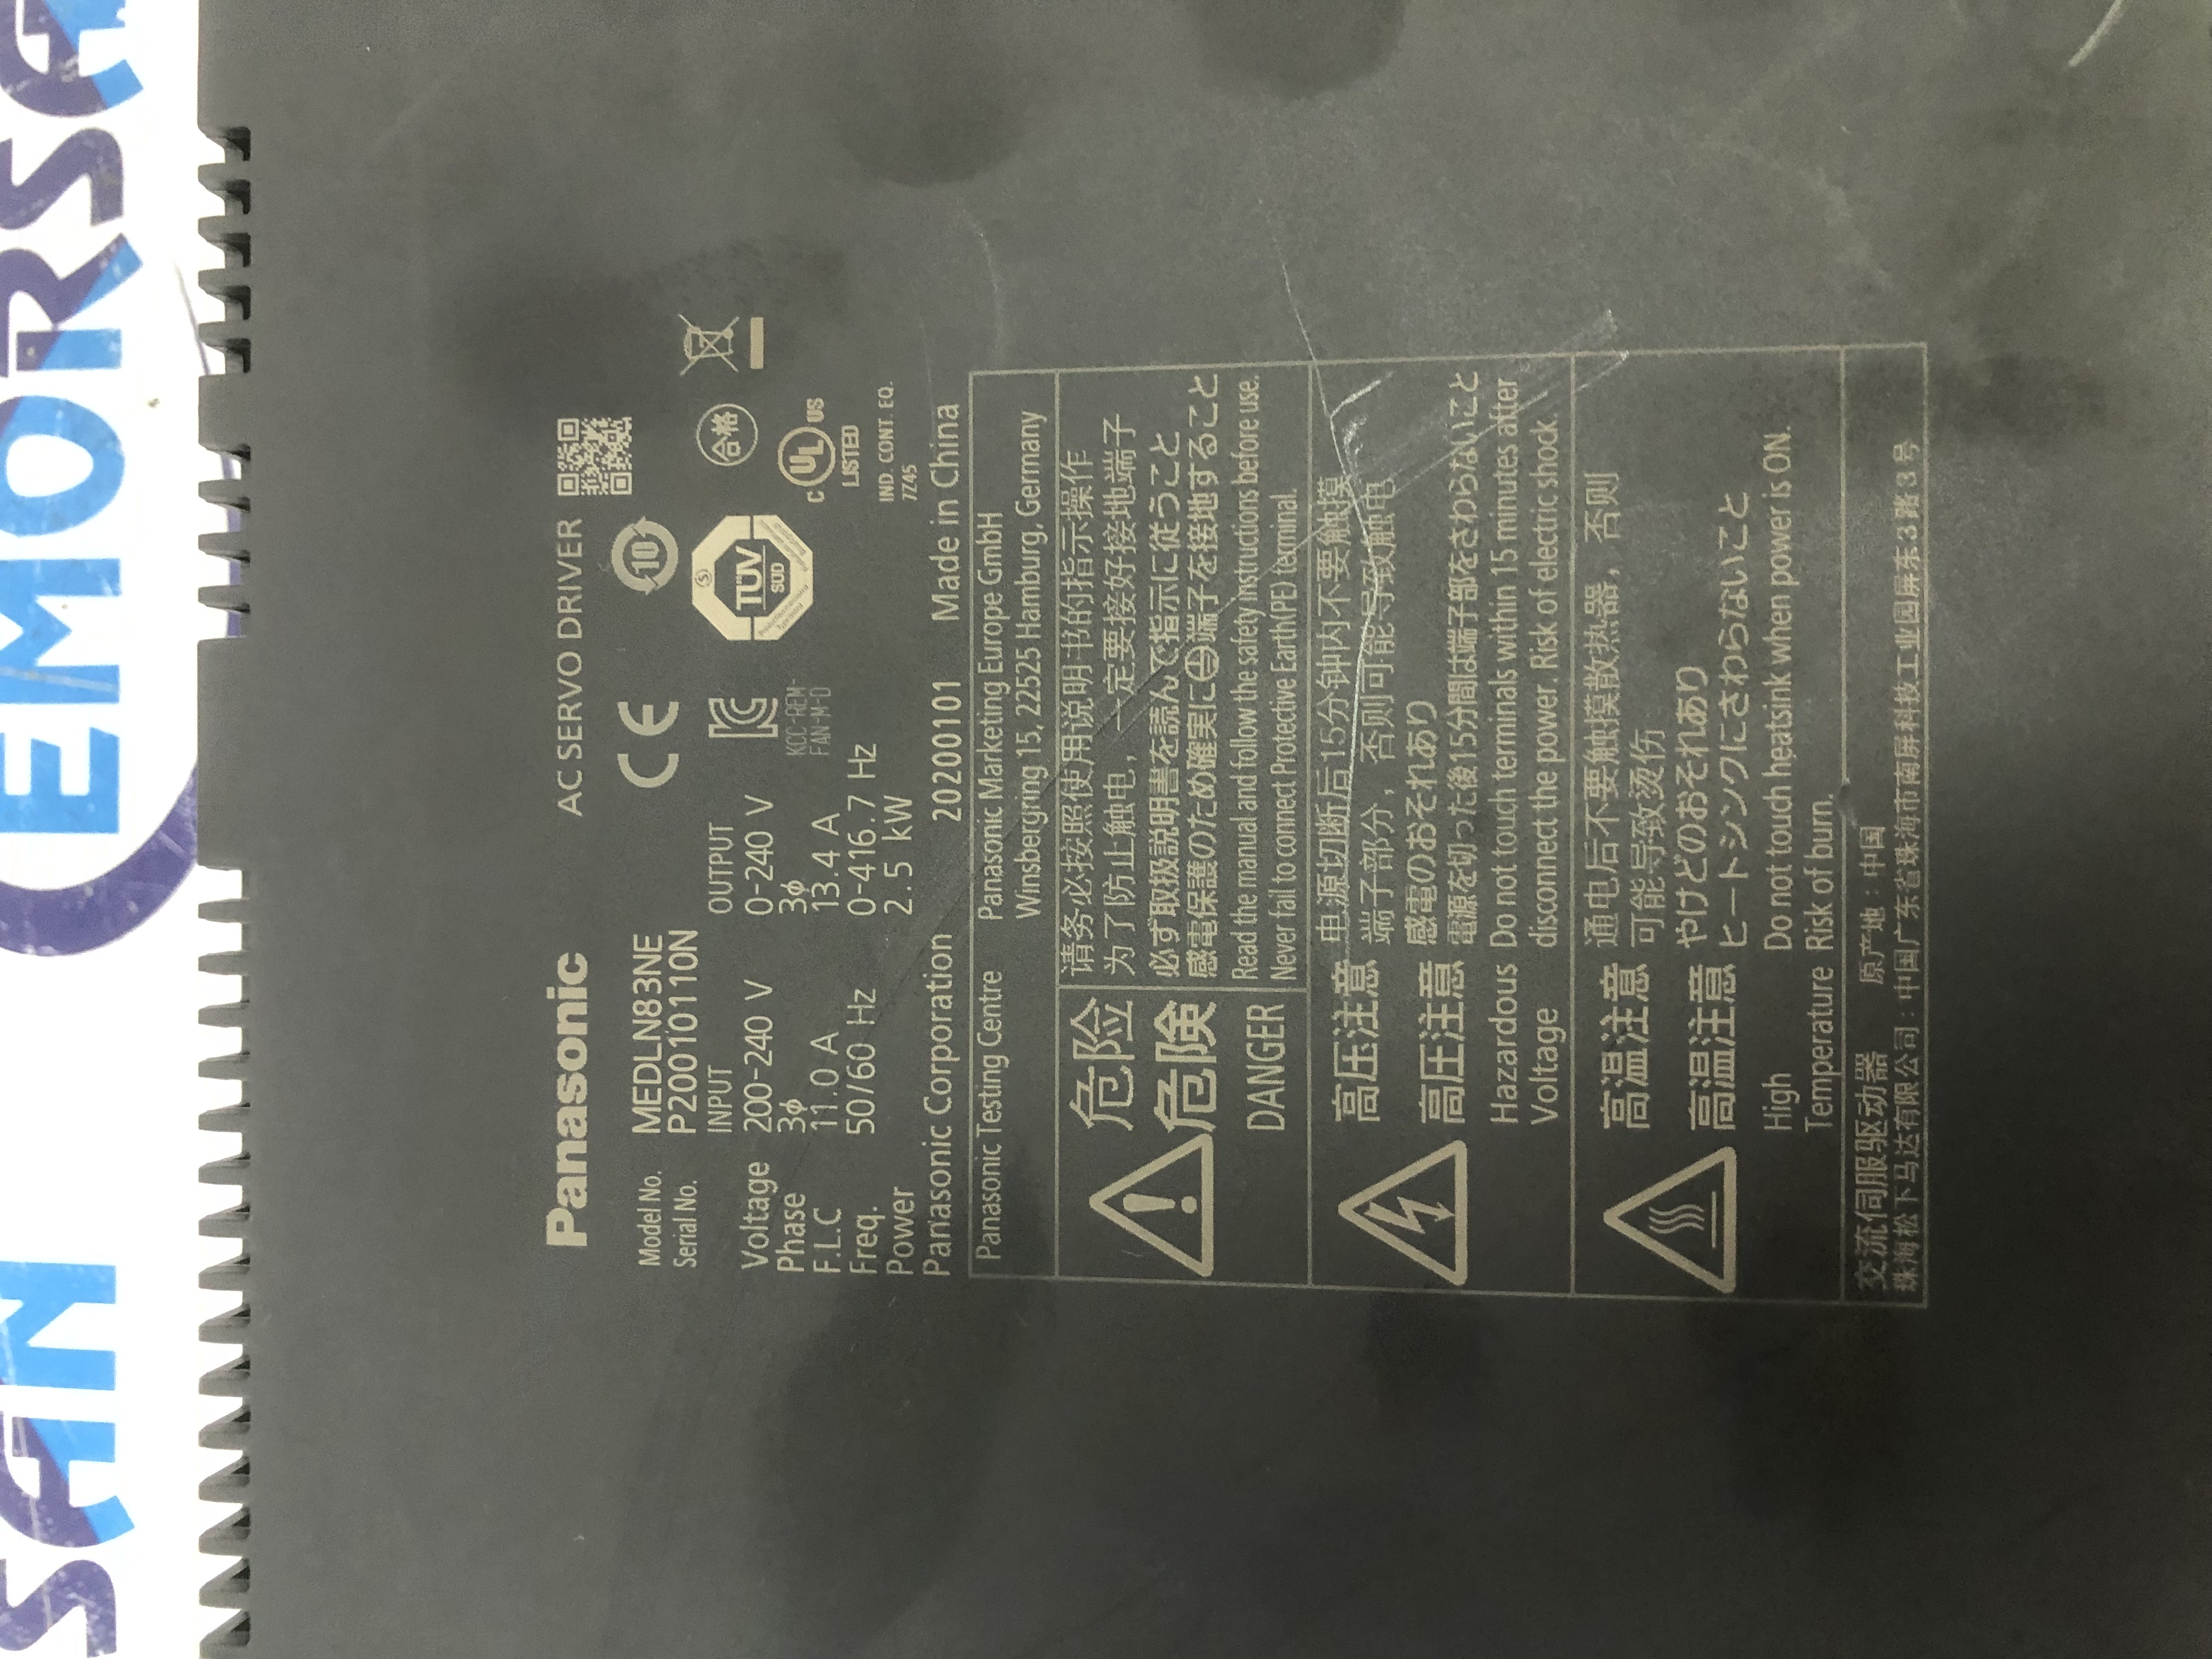 Panasonic
AC SERVO DRIVER
Model No. MEDLN83NE
Serial No. P20010110N
INPUT OUTPUT
Voltage 200-240 V 0-240 V
Phase 3ϕ 3ϕ
F.L.C 11.0 A 13.4 A
Freq. 50/60 Hz 0-416.7 Hz
Power 2.5 kW
Panasonic Corporation 20200101 Made in China
CE
10
KCC-REM-
FAN-M-D
TÜV
SÜD
合格
C UL US
LISTED
IND. CONT. EQ.
7Z45
Panasonic Testing Centre
Panasonic Marketing Europe GmbH
Winsbergring 15, 22525 Hamburg, Germany
危险
危険
DANGER
请务必按照使用说明书的指示操作
为了防止触电，一定要接好接地端子
必ず取扱説明書を読んで指示に従うこと
感電保護のため確実に⏚端子を接地すること
Read the manual and follow the safety instructions before use.
Never fail to connect Protective Earth(PE) terminal.
高压注意
高圧注意
Hazardous
Voltage
电源切断后15分钟内不要触摸
端子部分，否则可能导致触电
感電のおそれあり
電源を切った後15分間は端子部をさわらないこと
Do not touch terminals within 15 minutes after
disconnect the power. Risk of electric shock.
高温注意
高温注意
High
Temperature
通电后不要触摸散热器，否则
可能导致烫伤
やけどのおそれあり
ヒートシンクにさわらないこと
Do not touch heatsink when power is ON.
Risk of burn.
交流伺服驱动器 原产地：中国
珠海松下马达有限公司：中国广东省珠海市南屏科技工业园屏东3路3号
SAN
EMORS